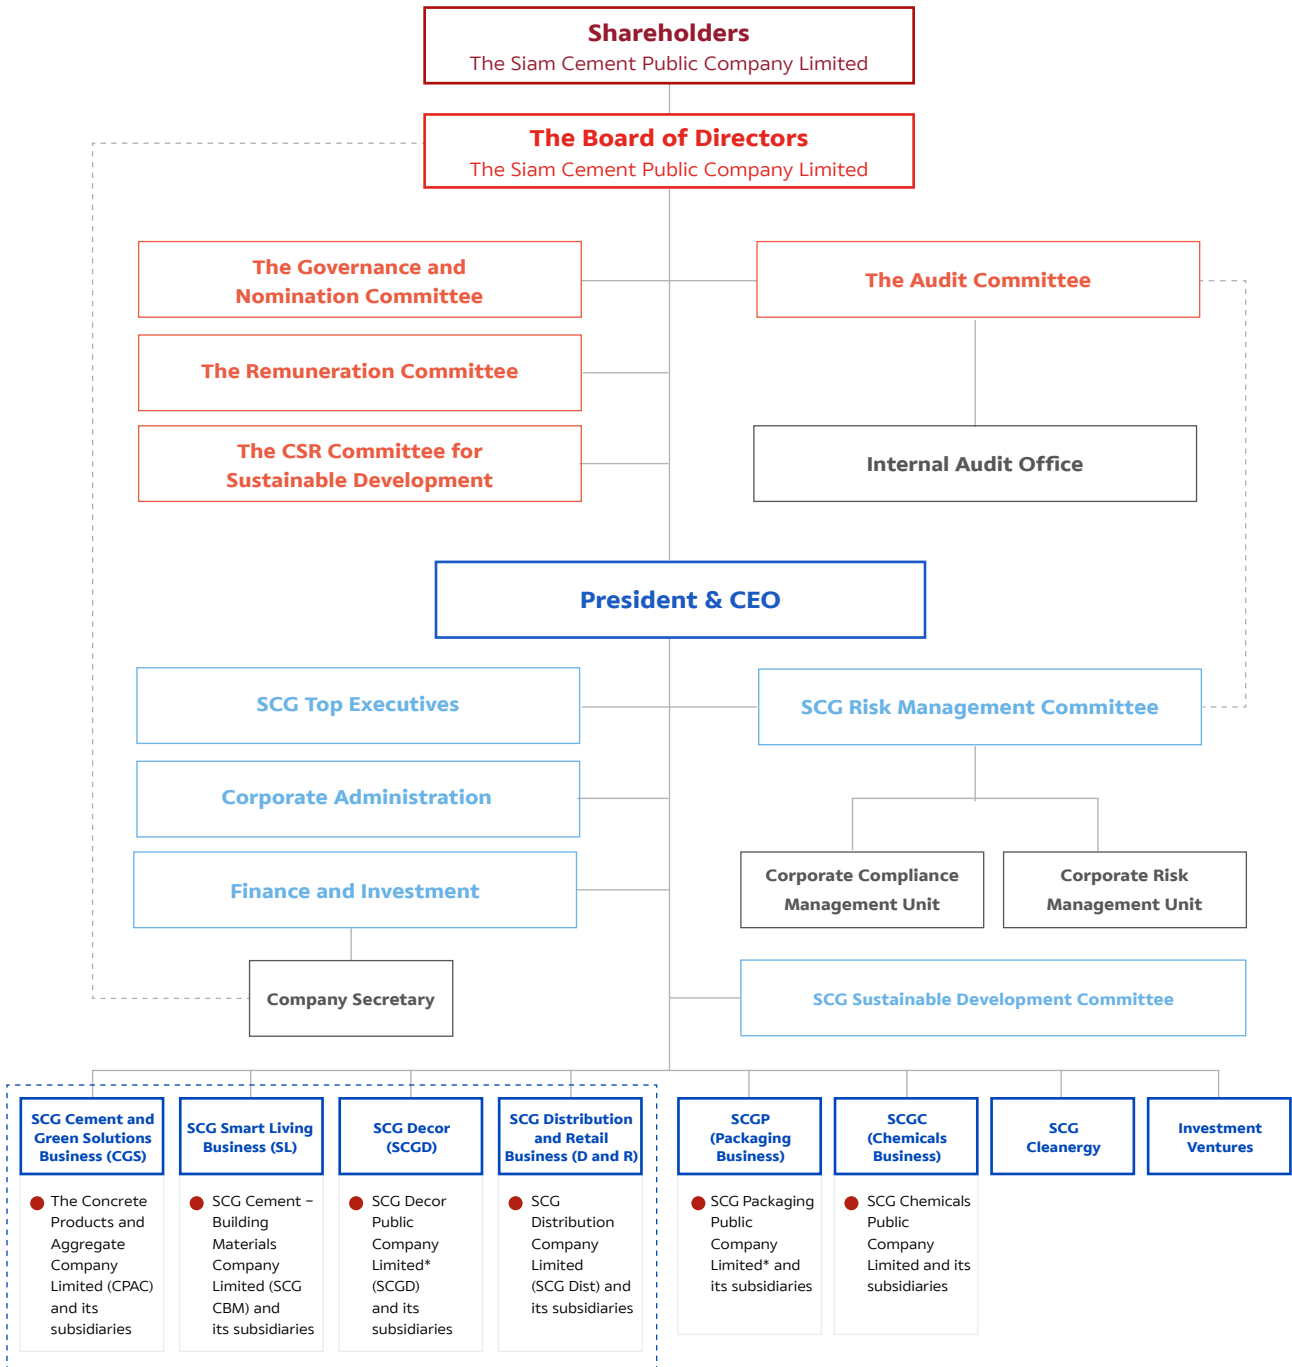 Shareholders
The Siam Cement Public Company Limited
The Board of Directors
The Siam Cement Public Company Limited
The Governance and
Nomination Committee
The Audit Committee
The Remuneration Committee
The CSR Committee for
Sustainable Development
Internal Audit Office
President & CEO
SCG Top Executives
SCG Risk Management Committee
Corporate Administration
Finance and Investment
Corporate Compliance
Management Unit
Corporate Risk
Management Unit
Company Secretary
SCG Sustainable Development Committee
SCG Cement and
Green Solutions
Business (CGS)
SCG Smart Living
Business (SL)
SCG Decor
(SCGD)
SCG Distribution
and Retail
Business (D and R)
SCGP
(Packaging
Business)
SCGC
(Chemicals
Business)
SCG
Cleanergy
Investment
Ventures
The Concrete
Products and
Aggregate
Company
Limited (CPAC)
and its
subsidiaries
SCG Cement –
Building
Materials
Company
Limited (SCG
CBM) and
its subsidiaries
SCG Decor
Public
Company
Limited*
(SCGD)
and its
subsidiaries
SCG
Distribution
Company
Limited
(SCG Dist) and
its subsidiaries
SCG Packaging
Public
Company
Limited* and
its subsidiaries
SCG Chemicals
Public
Company
Limited and its
subsidiaries